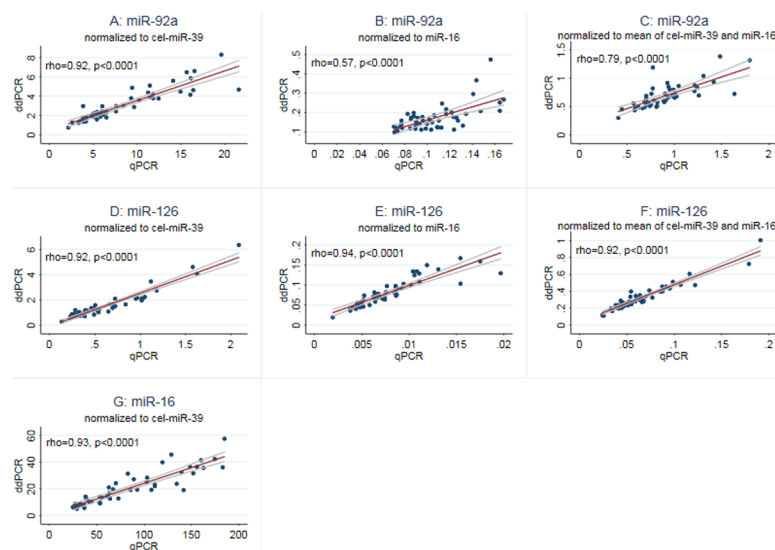 A: miR-92a
normalized to cel-miR-39
rho=0.92, p<0.0001
ddPCR
8
6
4
2
0
0 5 10 15 20
qPCR
B: miR-92a
normalized to miR-16
rho=0.57, p<0.0001
ddPCR
.5
.4
.3
.2
.1
0 .02 .04 .06 .08 .1 .12 .14 .16
qPCR
C: miR-92a
normalized to mean of cel-miR-39 and miR-16
rho=0.79, p<0.0001
ddPCR
1.5
1
.5
0
0 .5 1.0 1.5 2
qPCR
D: miR-126
normalized to cel-miR-39
rho=0.92, p<0.0001
ddPCR
6
4
2
0
0 .5 1 1.5 2
qPCR
E: miR-126
normalized to miR-16
rho=0.94, p<0.0001
ddPCR
.2
.15
.1
.05
0
0 .005 .01 .015 .02
qPCR
F: miR-126
normalized to mean of cel-miR-39 and miR-16
rho=0.92, p<0.0001
ddPCR
1
.8
.6
.4
.2
0
0 .05 .1 .15 .2
qPCR
G: miR-16
normalized to cel-miR-39
rho=0.93, p<0.0001
ddPCR
60
40
20
0
0 50 100 150 200
qPCR